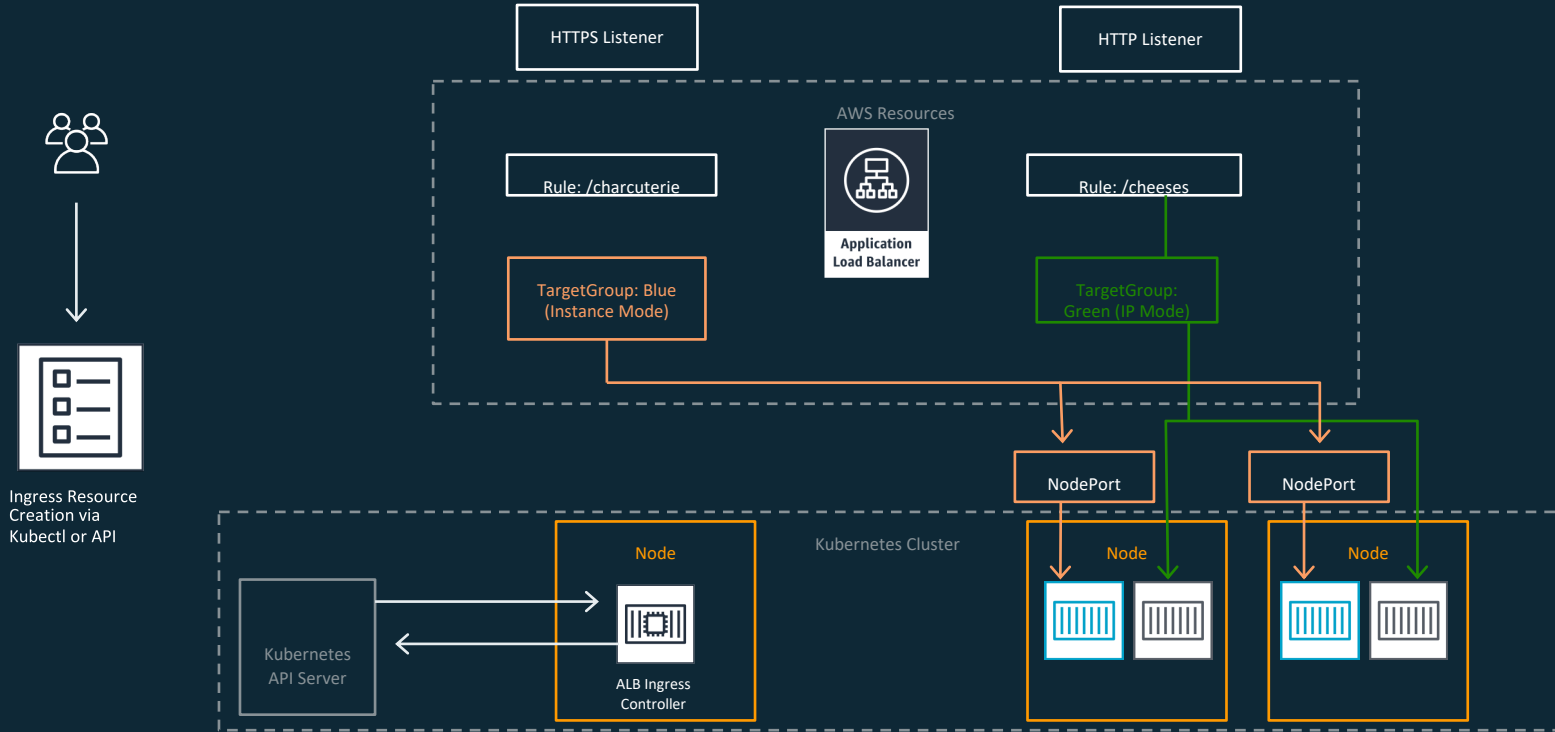 HTTPS Listener
HTTP Listener
AWS Resources
Rule: /charcuterie
Rule: /cheeses
Application
Load Balancer
TargetGroup: Blue
(Instance Mode)
TargetGroup:
Green (IP Mode)
Ingress Resource
Creation via
Kubectl or API
NodePort
NodePort
Kubernetes Cluster
Node
Node
Node
Kubernetes
API Server
ALB Ingress
Controller